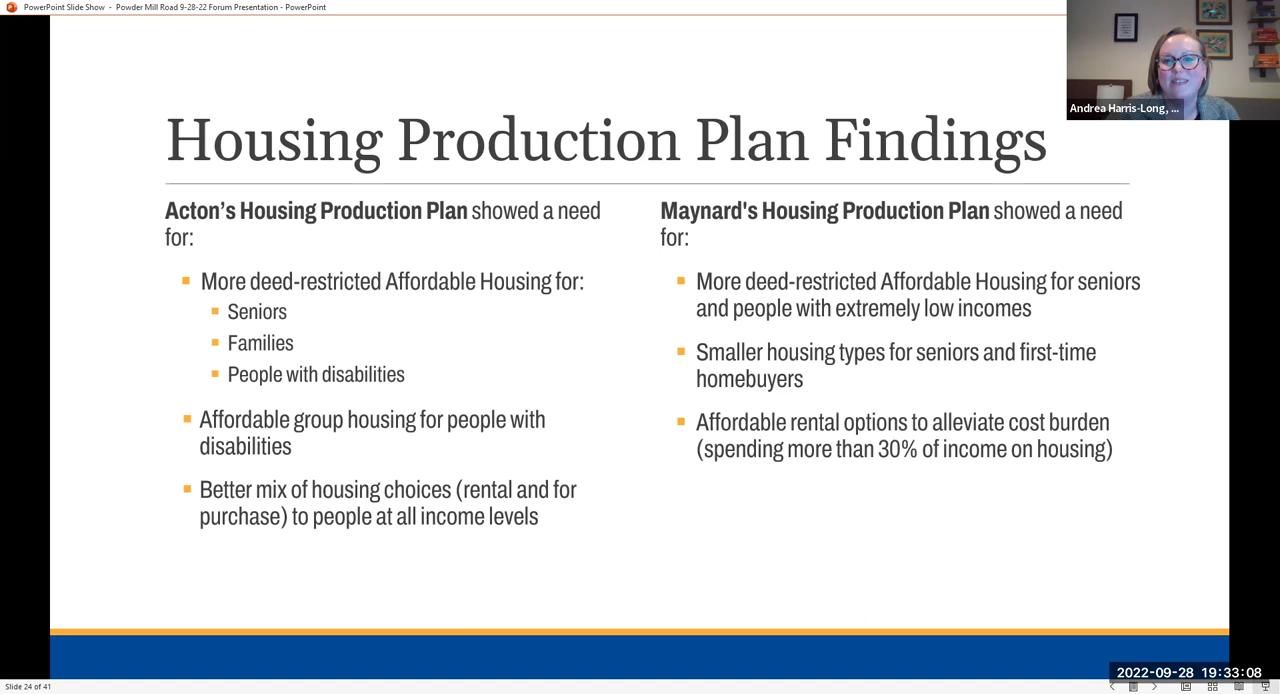 PowerPoint Slide Show - Powder Mill Road 9-28-22 Forum Presentation - PowerPoint
Andrea Harris-Long, ...
Housing Production Plan Findings
Acton’s Housing Production Plan showed a need
for:
More deed-restricted Affordable Housing for:
Seniors
Families
People with disabilities
Affordable group housing for people with
disabilities
Better mix of housing choices (rental and for
purchase) to people at all income levels
Maynard's Housing Production Plan showed a need
for:
More deed-restricted Affordable Housing for seniors
and people with extremely low incomes
Smaller housing types for seniors and first-time
homebuyers
Affordable rental options to alleviate cost burden
(spending more than 30% of income on housing)
2022-09-28 19:33:08
Slide 24 of 41